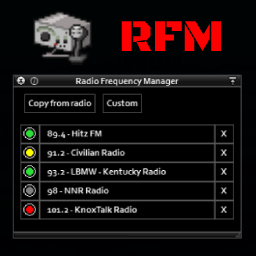 RFM
Radio Frequency Manager
Copy from radio Custom
89.4 - Hitz FM X
91.2 - Civilian Radio X
93.2 - LBMW - Kentucky Radio X
98 - NNR Radio X
101.2 - KnoxTalk Radio X